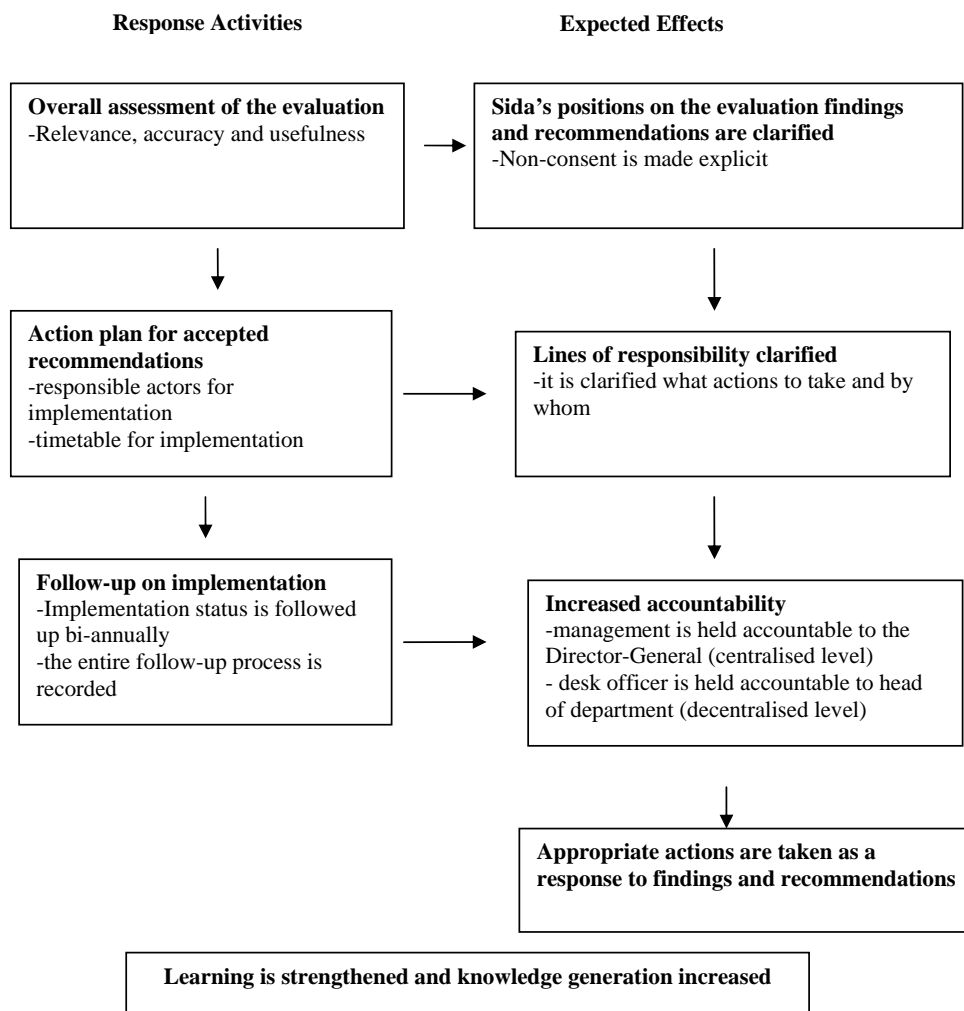 Response Activities
Expected Effects
Overall assessment of the evaluation
-Relevance, accuracy and usefulness
Sida’s positions on the evaluation findings
and recommendations are clarified
-Non-consent is made explicit
Action plan for accepted
recommendations
-responsible actors for
implementation
-timetable for implementation
Lines of responsibility clarified
-it is clarified what actions to take and by
whom
Follow-up on implementation
-Implementation status is followed
up bi-annually
-the entire follow-up process is
recorded
Increased accountability
-management is held accountable to the
Director-General (centralised level)
- desk officer is held accountable to head
of department (decentralised level)
Appropriate actions are taken as a
response to findings and recommendations
Learning is strengthened and knowledge generation increased